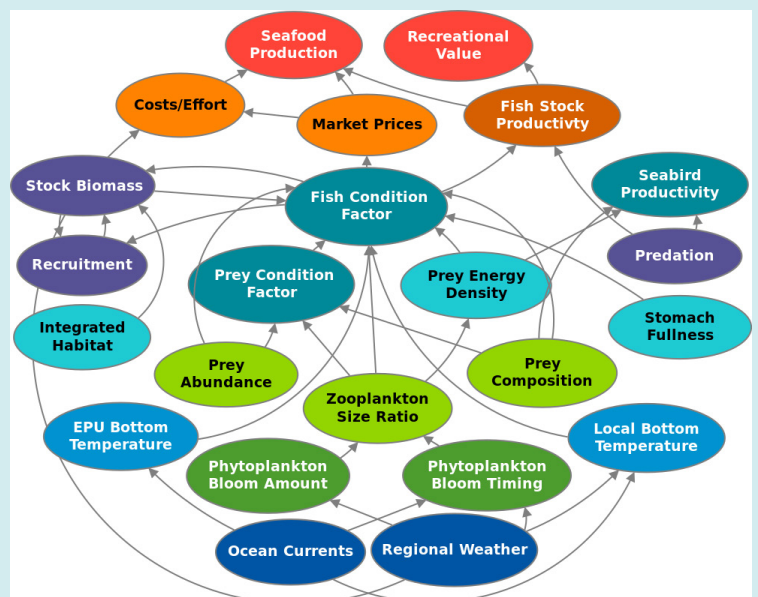 Seafood
Production
Recreational
Value
Costs/Effort
Market Prices
Fish Stock
Productivty
Stock Biomass
Fish Condition
Factor
Seabird
Productivity
Recruitment
Predation
Prey Condition
Factor
Prey Energy
Density
Integrated
Habitat
Stomach
Fullness
Prey
Abundance
Prey
Composition
Zooplankton
Size Ratio
EPU Bottom
Temperature
Local Bottom
Temperature
Phytoplankton
Bloom Amount
Phytoplankton
Bloom Timing
Ocean Currents
Regional Weather